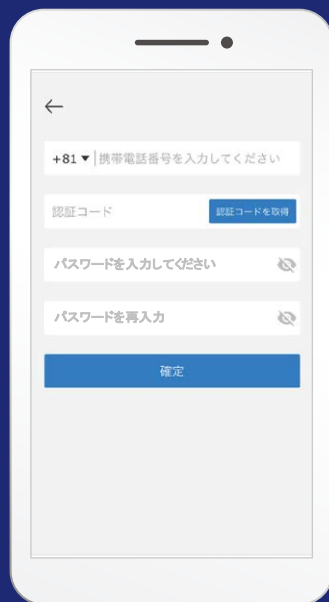 ←
+81▼ 携帯電話番号を入力してください
認証コード 認証コードを取得
パスワードを入力してください
パスワードを再入力
確定